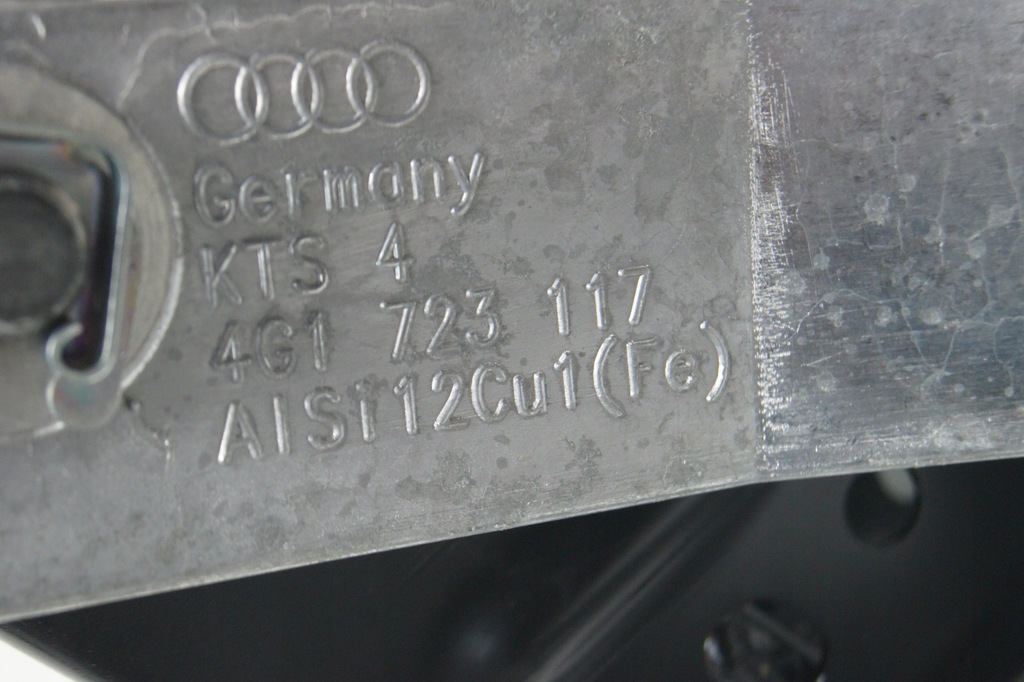 Germany
KTS 4
4G1 723 117
AlSi12Cu1(Fe)